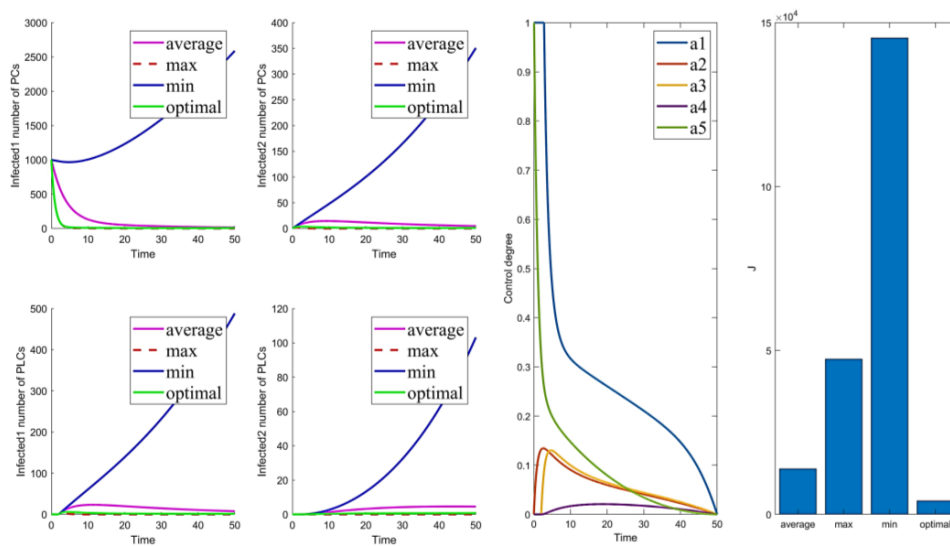 3000
2500
2000
1500
1000
500
0
Infected1 number of PCs
average
max
min
optimal
0 10 20 30 40 50
Time
400
350
300
250
200
150
100
50
0
Infected2 number of PCs
average
max
min
optimal
0 10 20 30 40 50
Time
500
400
300
200
100
0
Infected1 number of PLCs
average
max
min
optimal
0 10 20 30 40 50
Time
120
100
80
60
40
20
0
Infected2 number of PLCs
average
max
min
optimal
0 10 20 30 40 50
Time
1
0.9
0.8
0.7
0.6
0.5
0.4
0.3
0.2
0.1
0
Control degree
a1
a2
a3
a4
a5
0 10 20 30 40 50
Time
×10⁴
15
10
5
0
J
average max min optimal